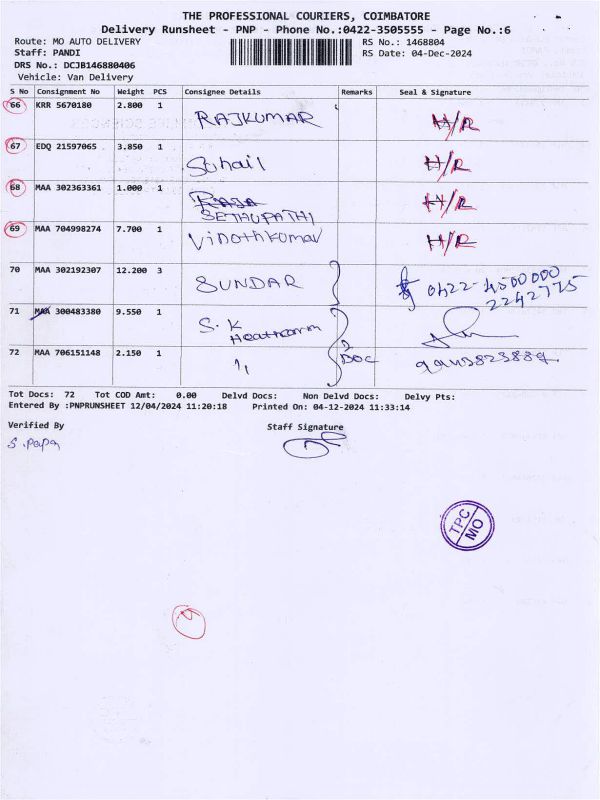 THE PROFESSIONAL COURIERS, COIMBATORE
Delivery Runsheet - PNP - Phone No.:0422-3505555 - Page No.:6
Route: MO AUTO DELIVERY RS No.: 1468804
Staff: PANDI RS Date: 04-Dec-2024
DRS No.: DCJB146880406
Vehicle: Van Delivery
S No Consignment No Weight PCS Consignee Details Remarks Seal & Signature
66 KRR 5670180 2.800 1 RAJKUMAR H/R
67 EDQ 21597065 3.850 1 Suhail H/R
68 MAA 302363361 1.000 1 SETHUPATHI H/R
69 MAA 704998274 7.700 1 Vinothkumar H/R
70 MAA 302192307 12.200 3 SUNDAR 0422-4500000
2242775
71 MAA 300483380 9.550 1 S.K
72 MAA 706151148 2.150 1 " 2 DOC
Tot Docs: 72 Tot COD Amt: 0.00 Delvd Docs: Non Delvd Docs: Delvy Pts:
Entered By :PNPRUNSHEET 12/04/2024 11:20:18 Printed On: 04-12-2024 11:33:14
Verified By Staff Signature
S. Papa
TPC
MO